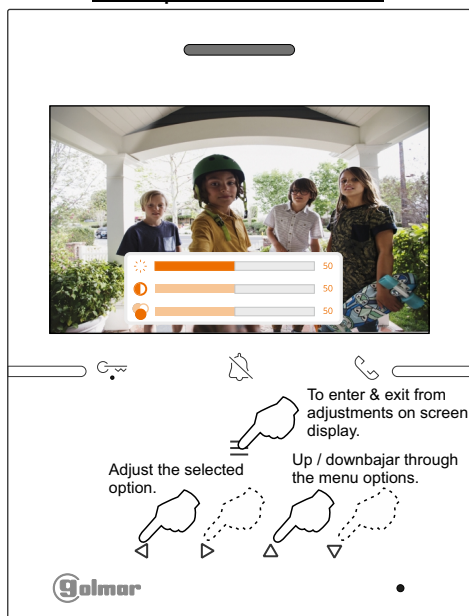 50
50
50
To enter & exit from
adjustments on screen
display.
Adjust the selected
option.
Up / downbajar through
the menu options.
Golmar